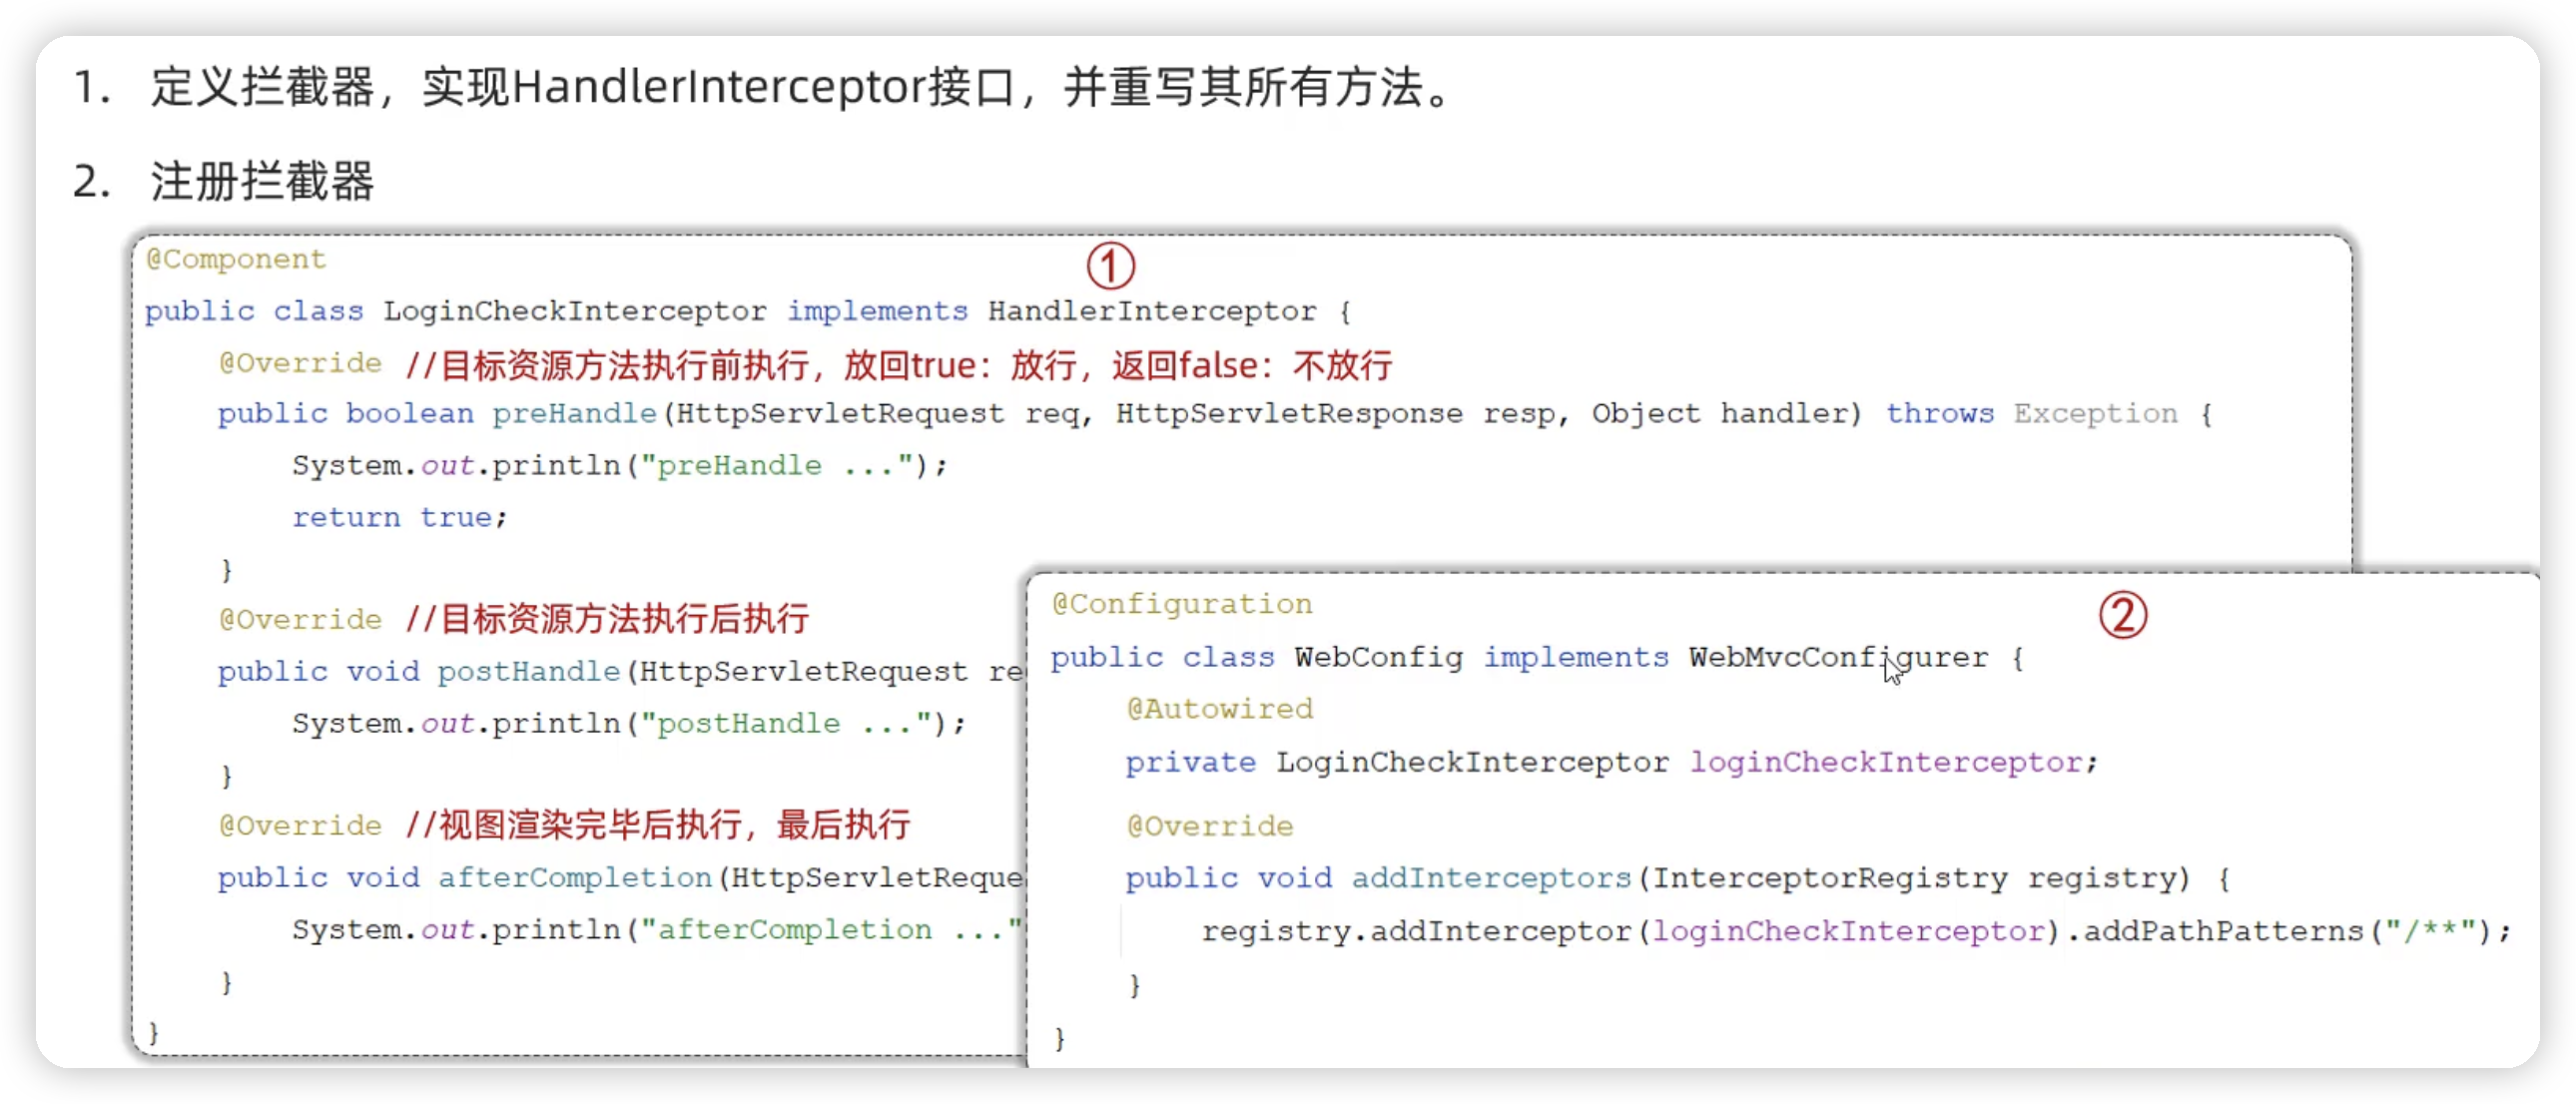 1. 定义拦截器，实现HandlerInterceptor接口，并重写其所有方法。
2. 注册拦截器
①
@Component
public class LoginCheckInterceptor implements HandlerInterceptor {
@Override //目标资源方法执行前执行，放回true：放行，返回false：不放行
public boolean preHandle(HttpServletRequest req, HttpServletResponse resp, Object handler) throws Exception {
System.out.println("preHandle ...");
return true;
}
@Override //目标资源方法执行后执行
public void postHandle(HttpServletRequest re
System.out.println("postHandle ...");
}
@Override //视图渲染完毕后执行，最后执行
public void afterCompletion(HttpServletReque
System.out.println("afterCompletion ..."
}
}
②
@Configuration
public class WebConfig implements WebMvcConfigurer {
@Autowired
private LoginCheckInterceptor loginCheckInterceptor;
@Override
public void addInterceptors(InterceptorRegistry registry) {
registry.addInterceptor(loginCheckInterceptor).addPathPatterns("/**");
}
}